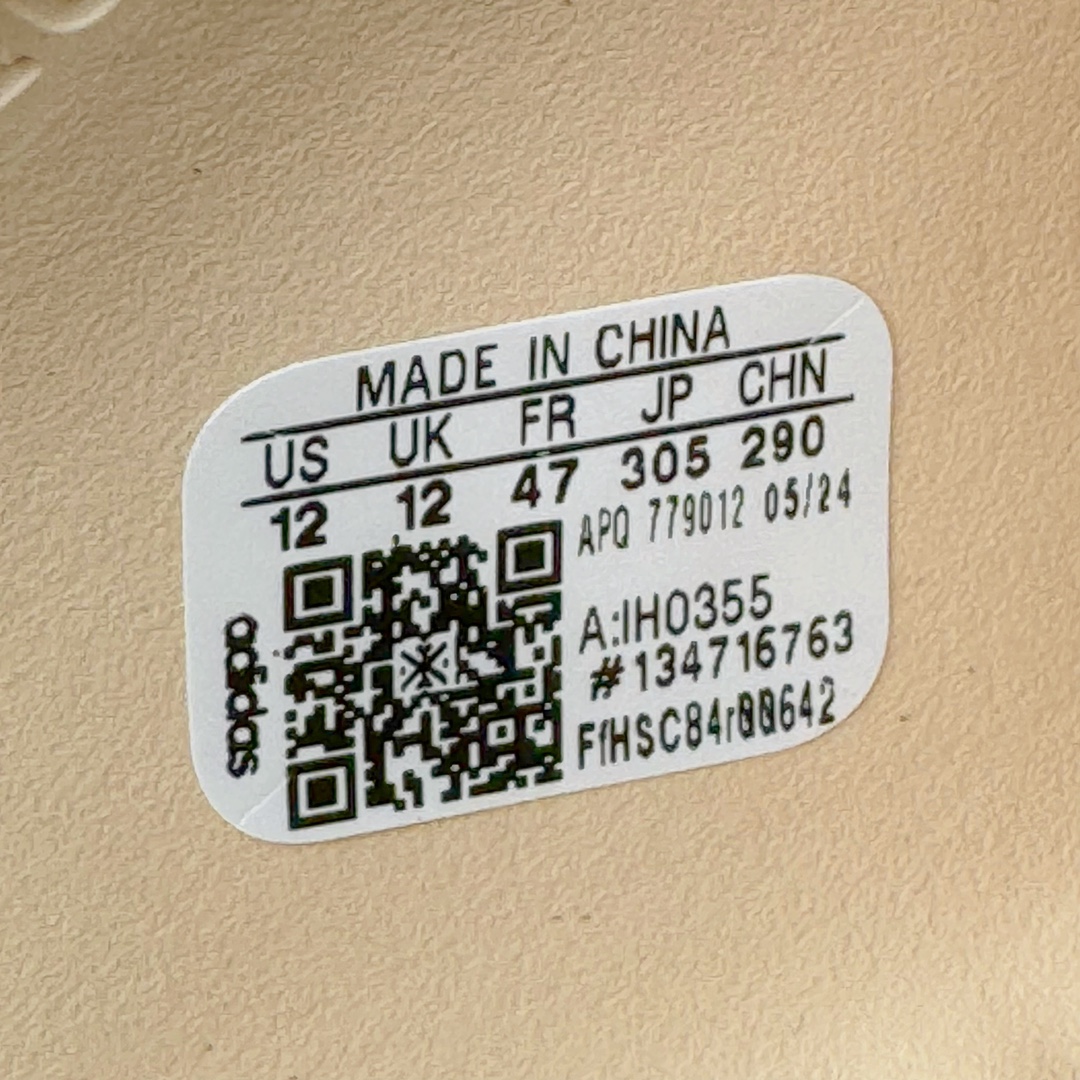 MADE IN CHINA
US UK FR JP CHN
12 12 47 305 290
APQ 779012 05/24
A:IH0355
#134716763
FfHSC84r00642
adidas